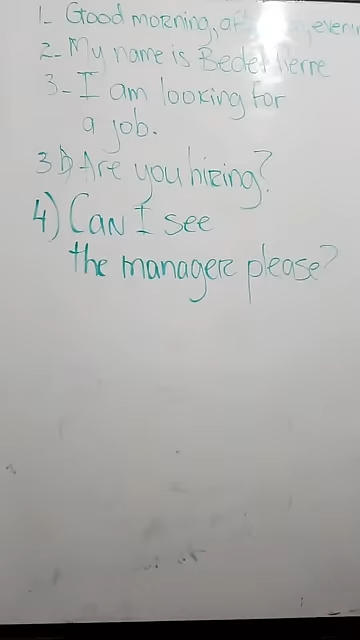 1- Good morning, evenin
2- My name is Bedet Pierre
3- I am looking for
a job.
3 b) Are you hiring?
4) Can I see
the manager please?